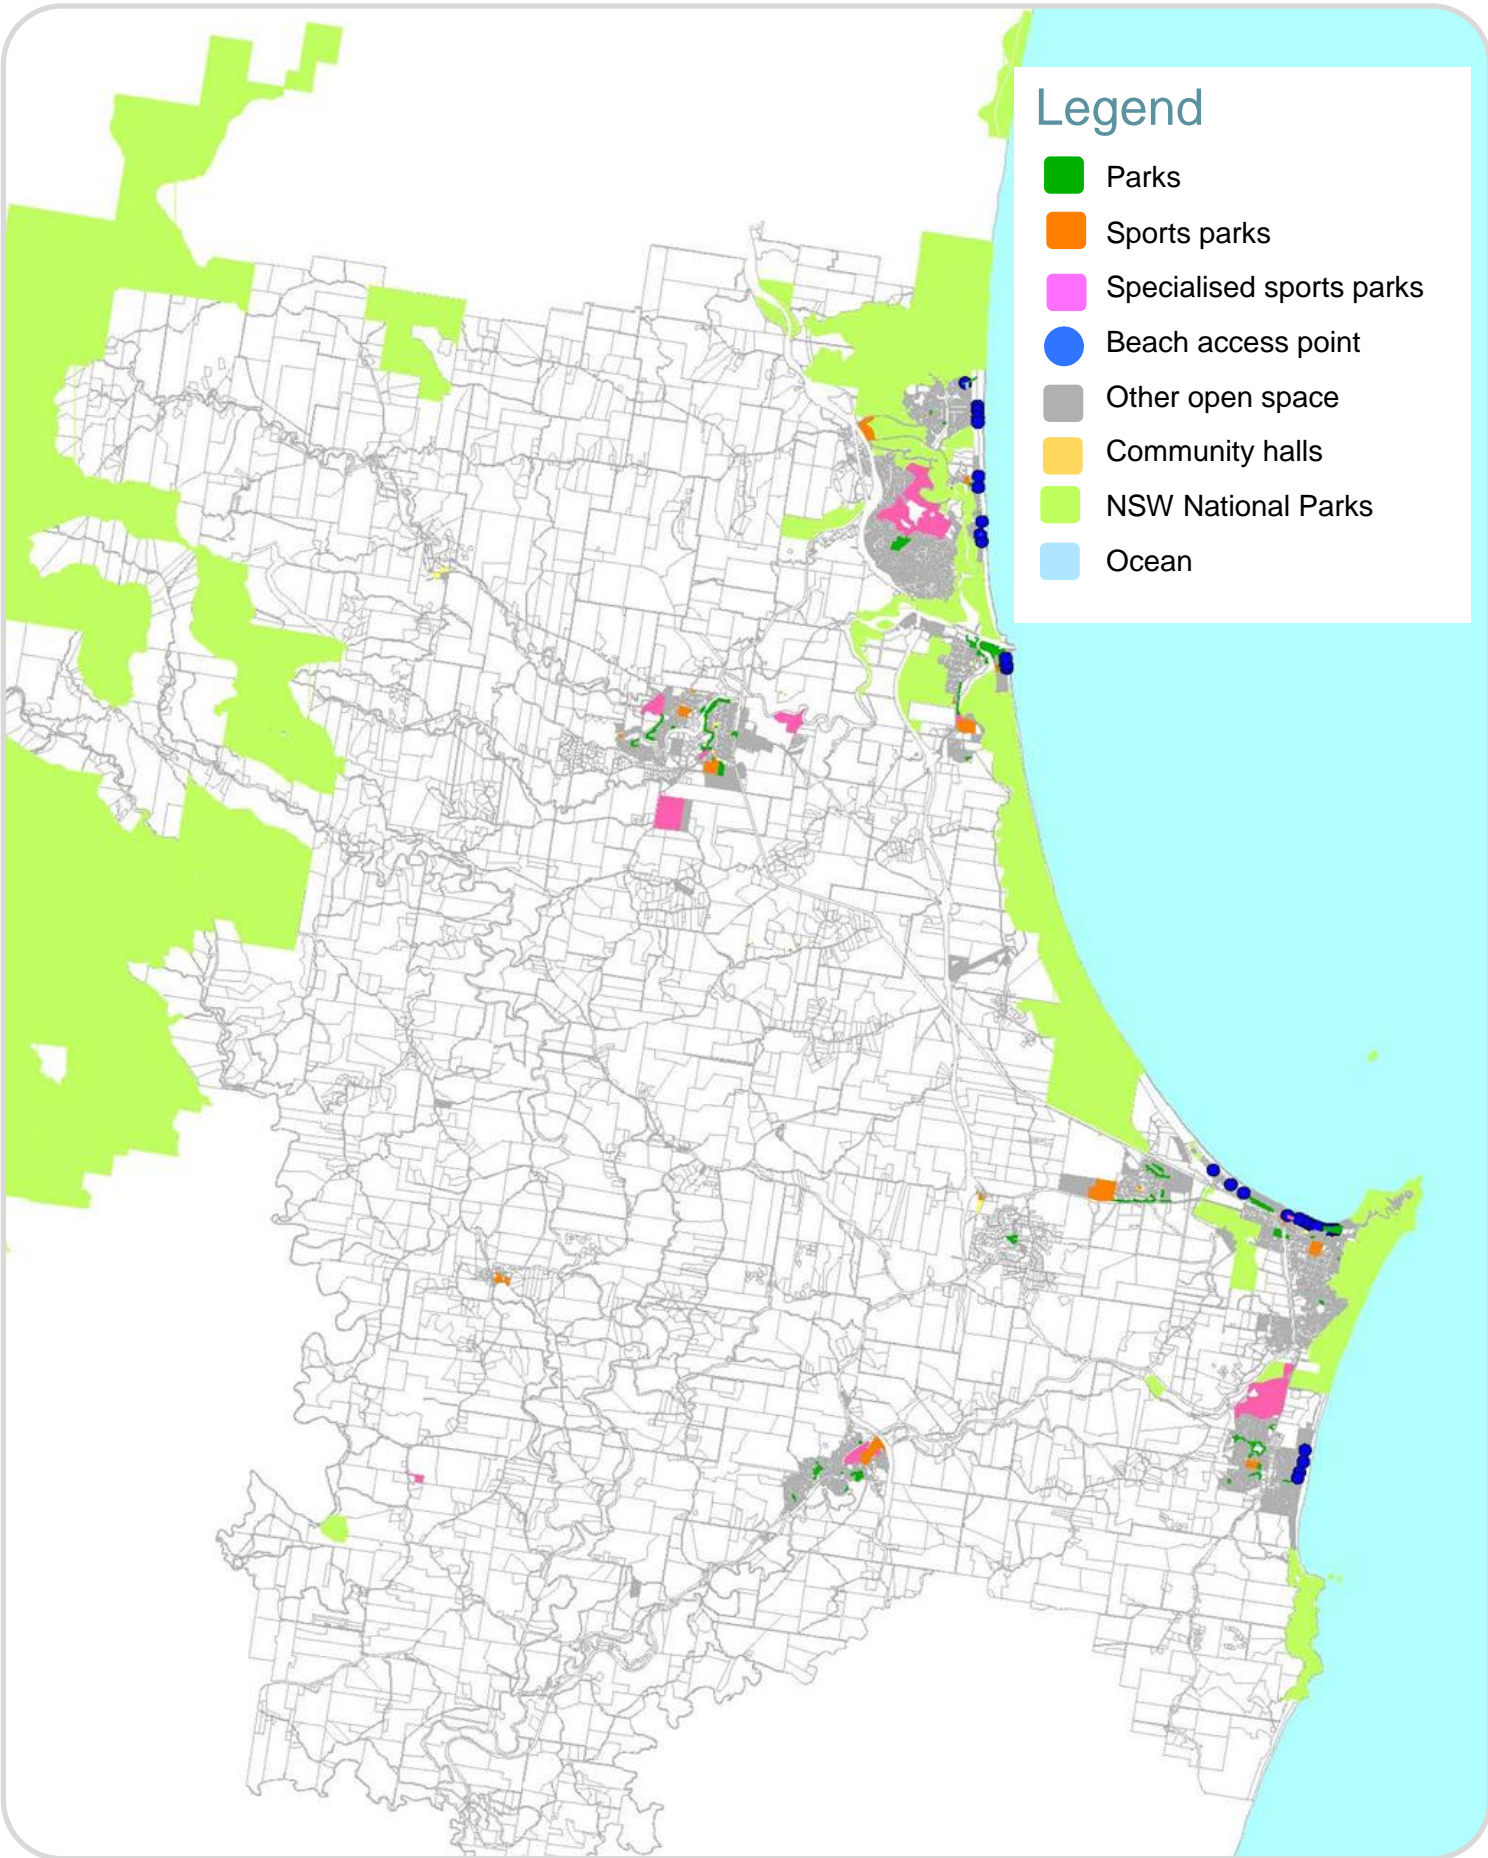 Legend
Parks
Sports parks
Specialised sports parks
Beach access point
Other open space
Community halls
NSW National Parks
Ocean